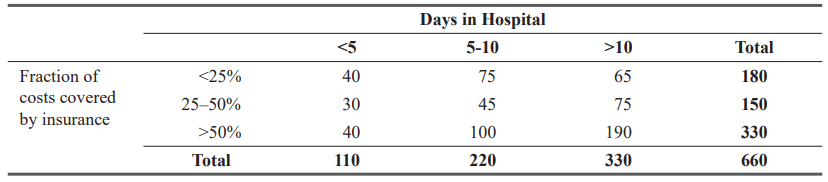 Days in Hospital
<5 5-10 >10 Total
Fraction of costs covered by insurance <25% 40 75 65 180
25–50% 30 45 75 150
>50% 40 100 190 330
Total 110 220 330 660